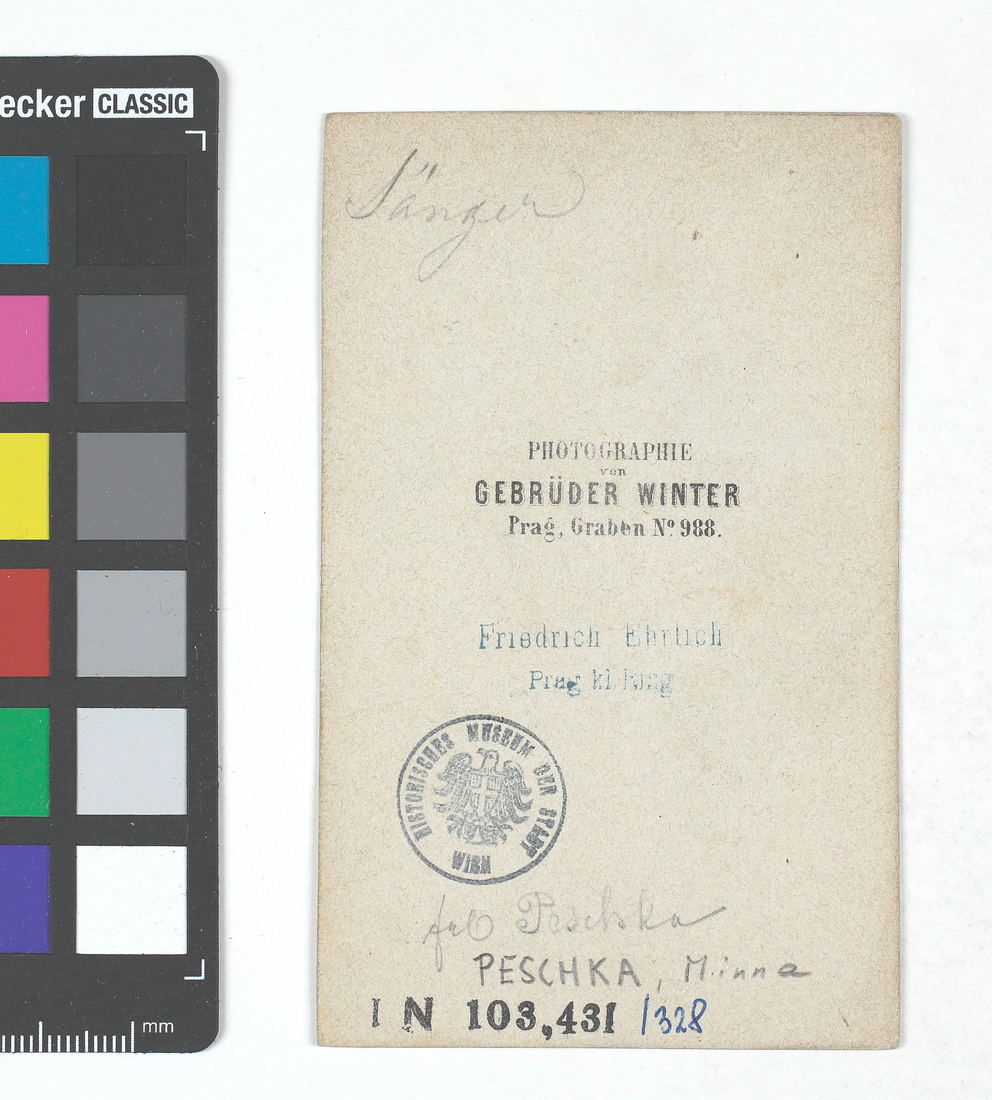 ecker CLASSIC
Sänger
PHOTOGRAPHIE
von
GEBRÜDER WINTER
Prag, Graben Nº 988.
Friedrich Ehrlich
Prag
HISTORISCHES MUSEUM DER STADT WIEN
Peschka
PESCHKA, Minna
IN 103,431 /328
mm